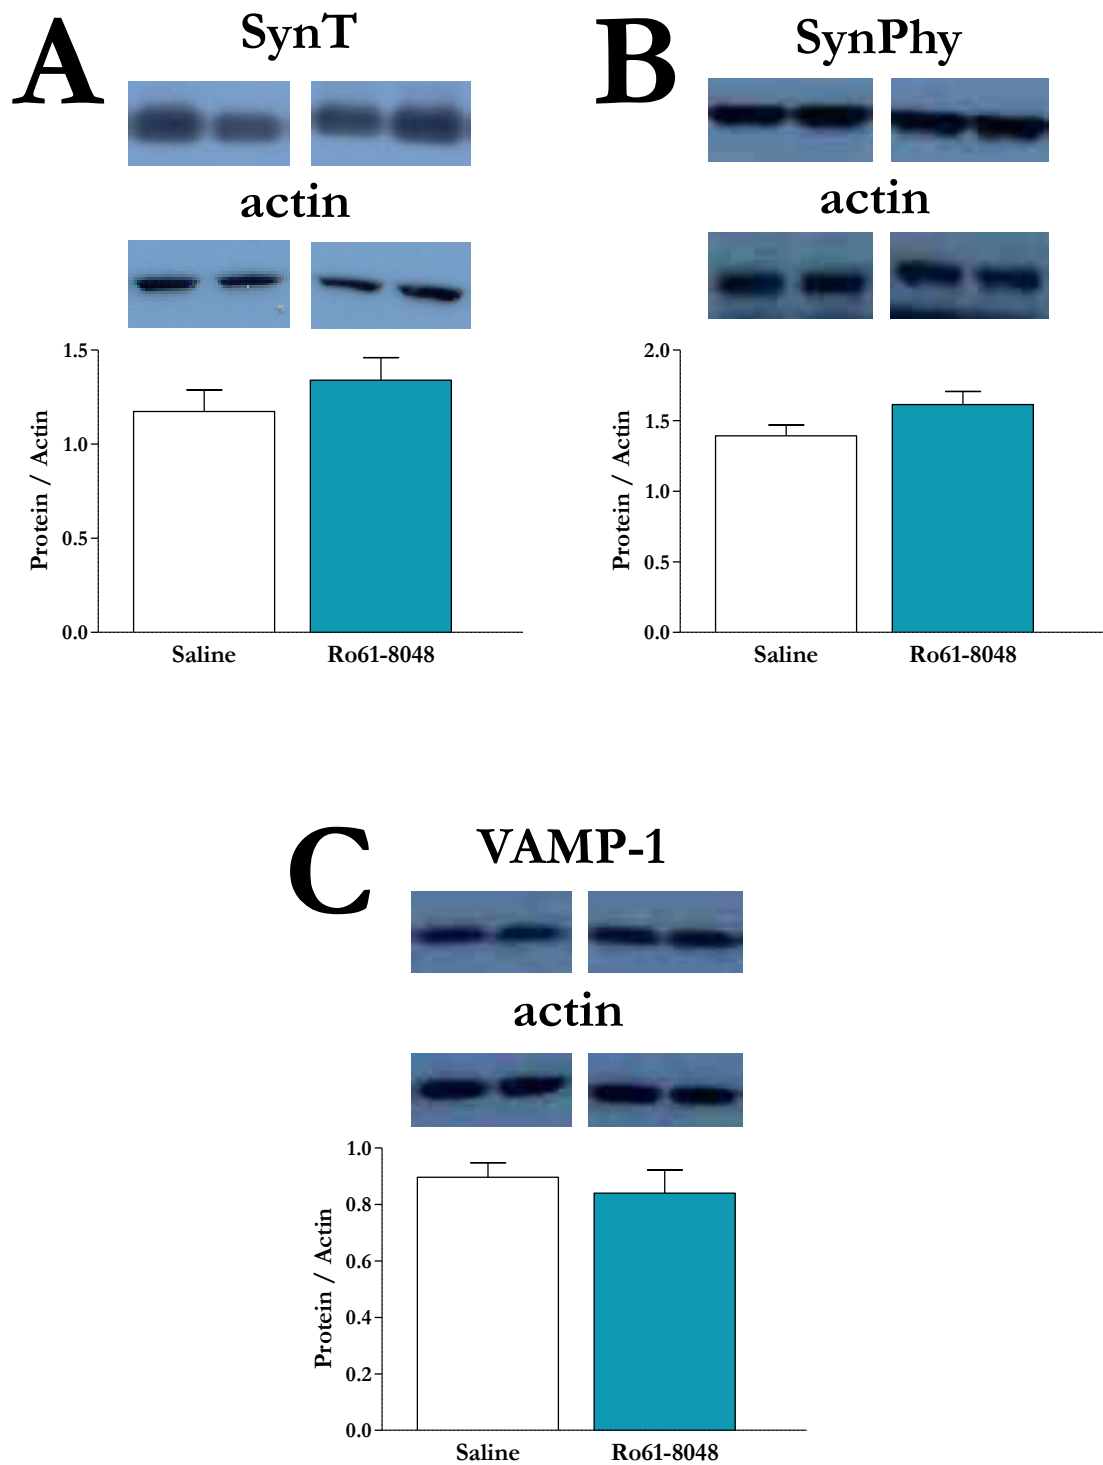 A
SynT
actin
1.5
1.0
0.5
0.0
Protein / Actin
Saline
Ro61-8048
B
SynPhy
actin
2.0
1.5
1.0
0.5
0.0
Protein / Actin
Saline
Ro61-8048
C
VAMP-1
actin
1.0
0.8
0.6
0.4
0.2
0.0
Protein / Actin
Saline
Ro61-8048